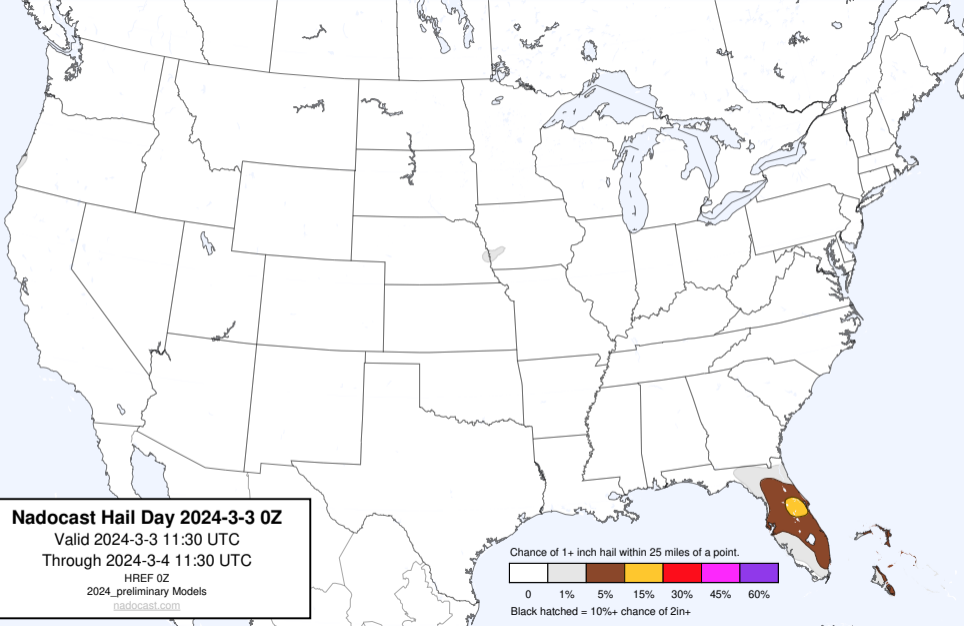 Nadocast Hail Day 2024-3-3 0Z
Valid 2024-3-3 11:30 UTC
Through 2024-3-4 11:30 UTC
HREF 0Z
2024_preliminary Models
nadocast.com
Chance of 1+ inch hail within 25 miles of a point.
0 1% 5% 15% 30% 45% 60%
Black hatched = 10%+ chance of 2in+